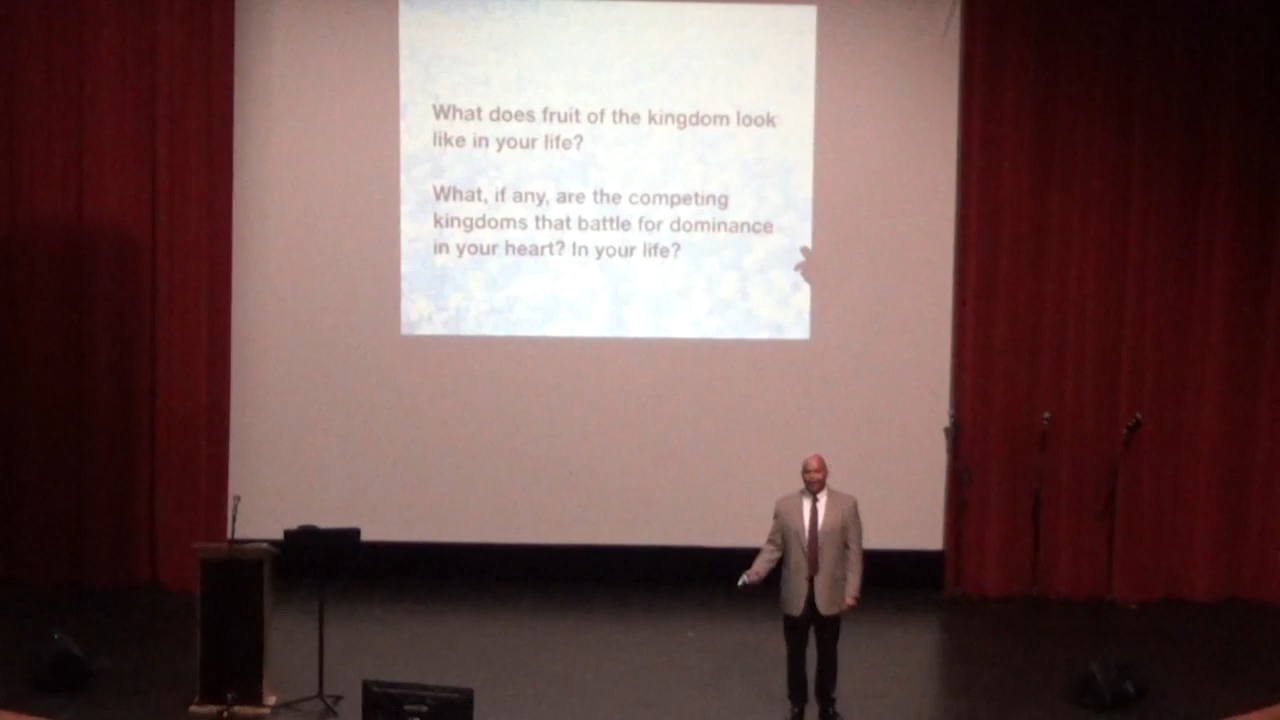 What does fruit of the kingdom look
like in your life?
What, if any, are the competing
kingdoms that battle for dominance
in your heart? In your life?